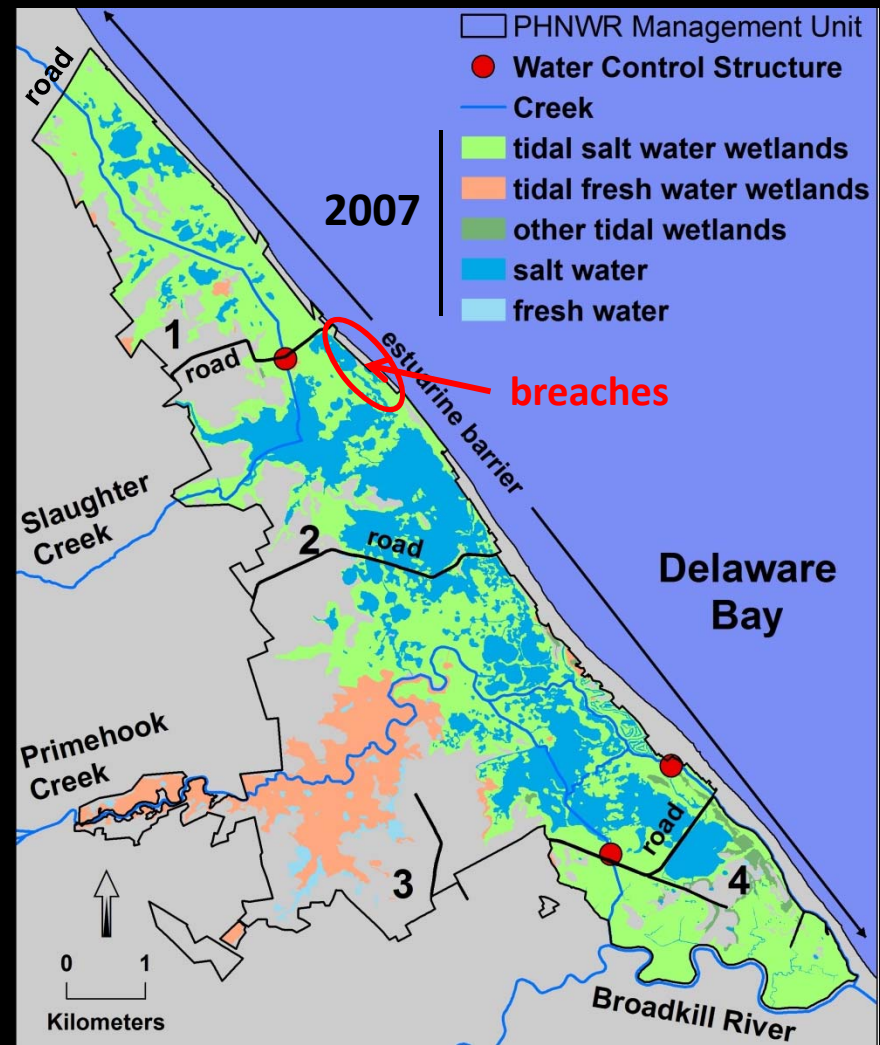 PHNWR Management Unit
Water Control Structure
Creek
2007
tidal salt water wetlands
tidal fresh water wetlands
other tidal wetlands
salt water
fresh water
road
1
road
breaches
estuarine barrier
Slaughter
Creek
2
road
Delaware
Bay
Primehook
Creek
3
road
4
0 1
Kilometers
Broadkill River